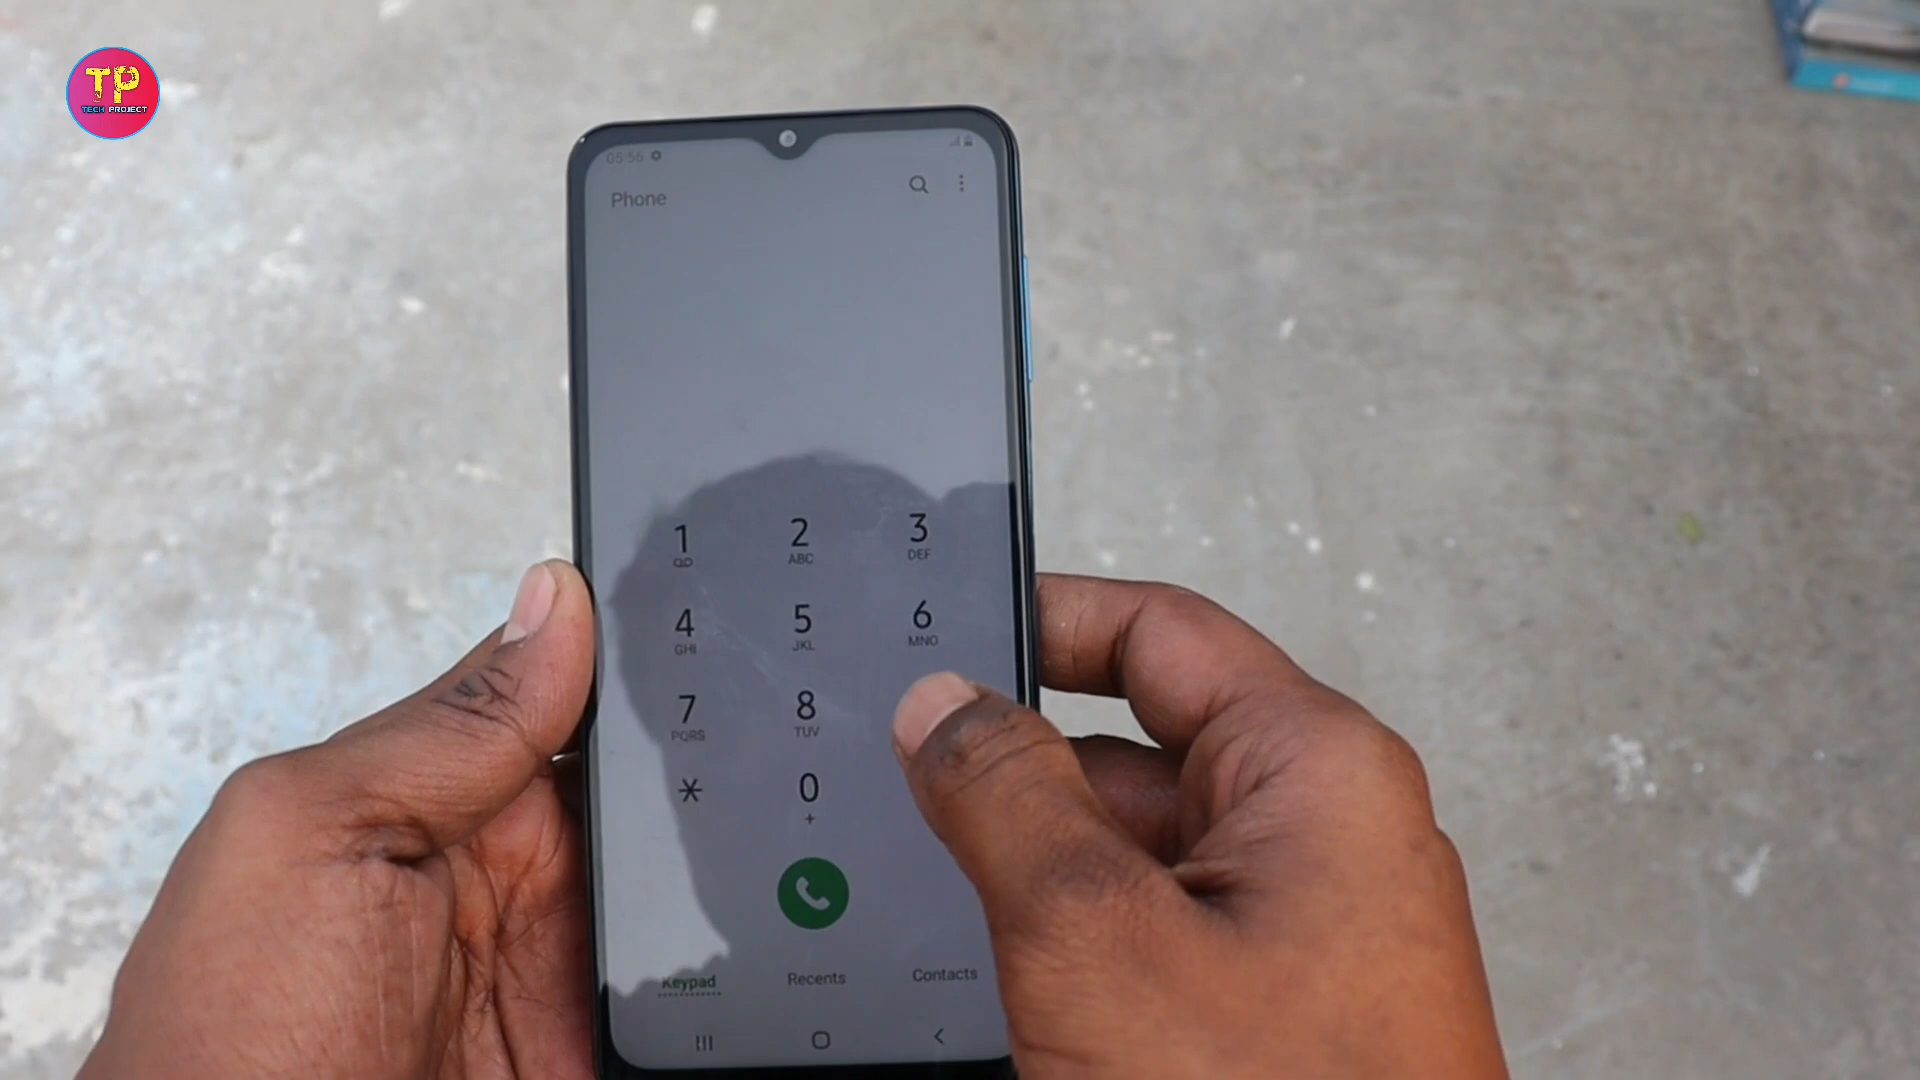 TP
TECH PROJECT
05:56
Phone
1 2 3
ABC DEF
4 5 6
GHI JKL MNO
7 8
PQRS TUV
* 0
+
Keypad Recents Contacts